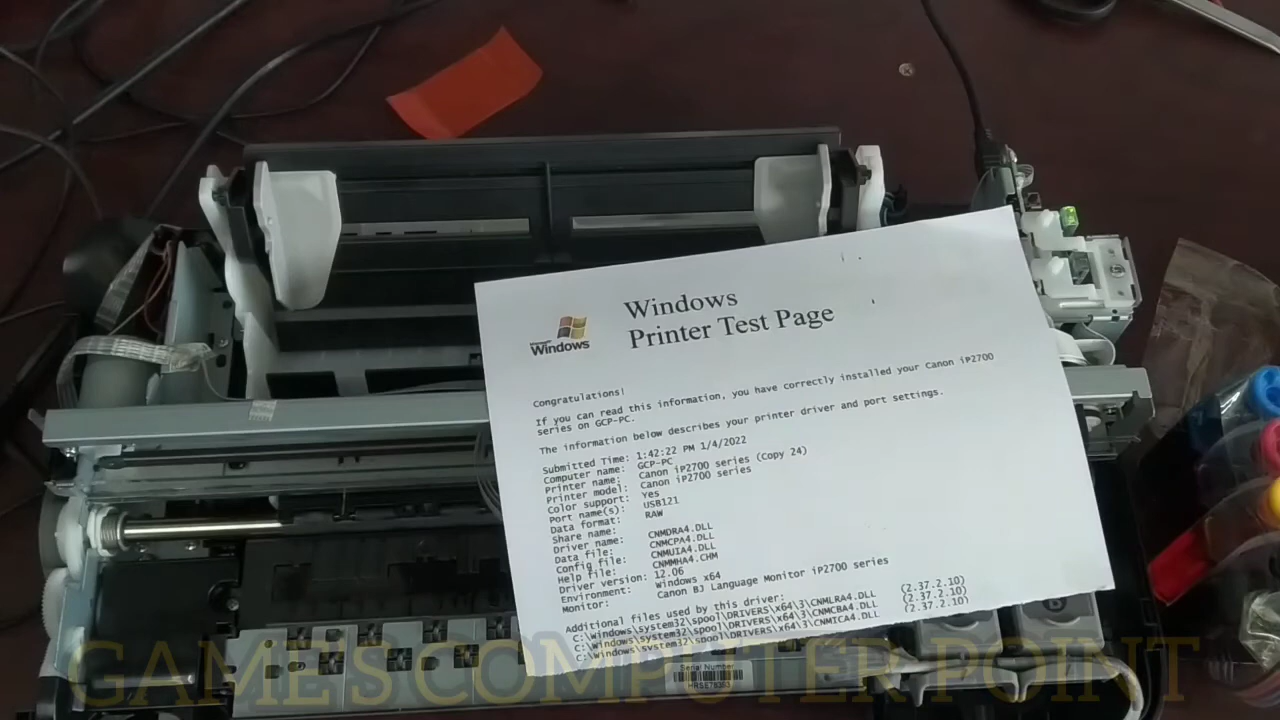 Windows
Printer Test Page
Microsoft
Windows
Congratulations!
If you can read this information, you have correctly installed your Canon iP2700
series on GCP-PC.
The information below describes your printer driver and port settings.
Submitted Time: 1:42:22 PM 1/4/2022
Computer name: GCP-PC
Printer name: Canon iP2700 series (Copy 24)
Printer model: Canon iP2700 series
Color support: Yes
Port name(s): USB121
Data format: RAW
Share name:
Driver name: CNMDRA4.DLL
Data file: CNMCPA4.DLL
Config file: CNMUIA4.DLL
Help file: CNMMHA4.CHM
Driver version: 12.06
Environment: Windows x64
Monitor: Canon BJ Language Monitor iP2700 series
Additional files used by this driver:
C:\Windows\system32\spool\DRIVERS\x64\3\CNMLRA4.DLL (2.37.2.10)
C:\Windows\system32\spool\DRIVERS\x64\3\CNMCBA4.DLL (2.37.2.10)
C:\Windows\system32\spool\DRIVERS\x64\3\CNMICA4.DLL (2.37.2.10)
Serial Number
GAME'S COMPUTER POINT